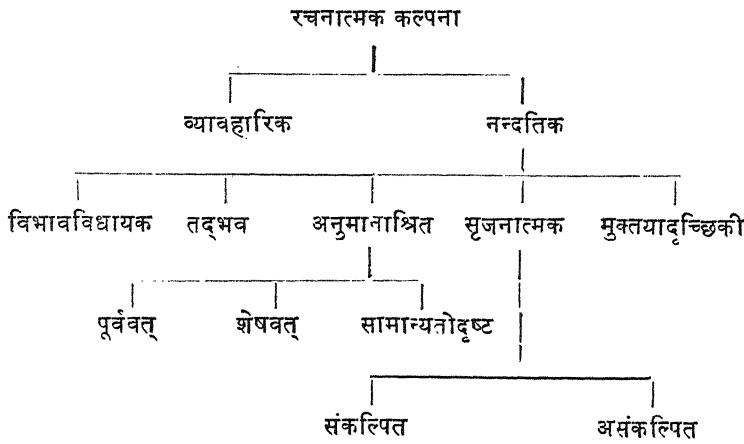 रचनात्मक कल्पना
व्यावहारिक नन्दतिक
विभावविधायक तद्भव अनुमानाश्रित सृजनात्मक मुक्तयादृच्छिकी
पूर्ववत् शेषवत् सामान्यतोदृष्ट
संकल्पित असंकल्पित